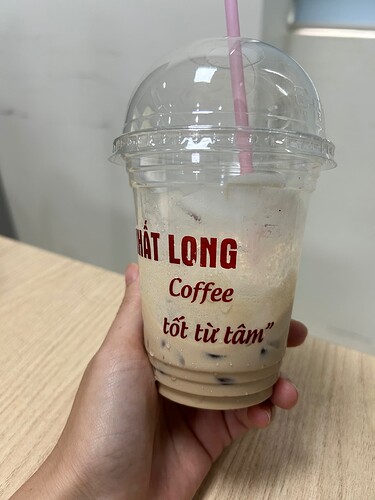 HẤT LONG
Coffee
tốt từ tâm”